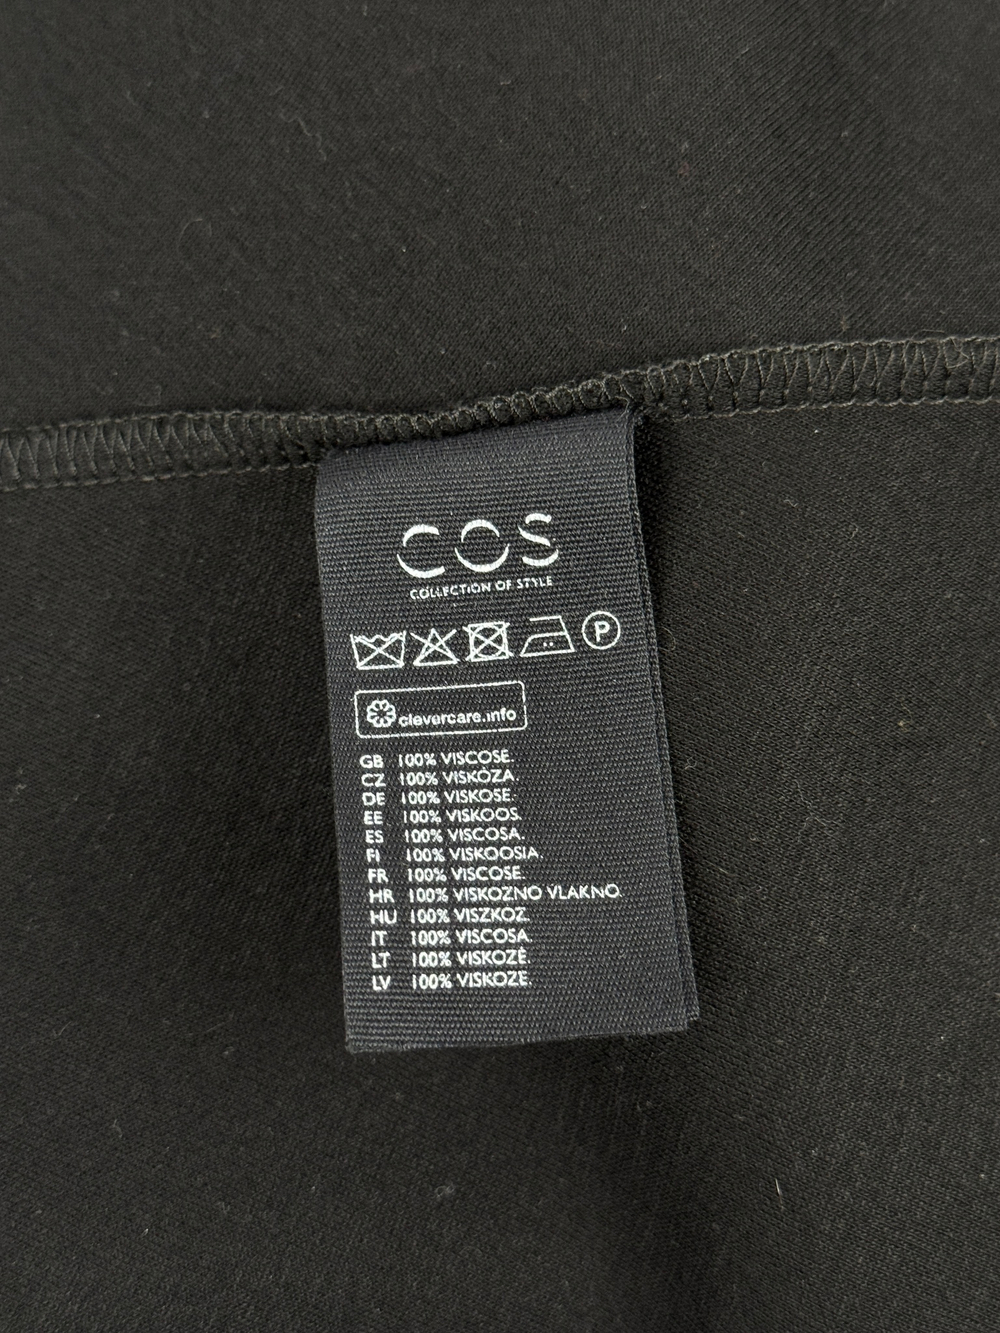 COS
COLLECTION OF STYLE
P
clevercare.info
GB 100% VISCOSE.
CZ 100% VISKÓZA.
DE 100% VISKOSE.
EE 100% VISKOOS.
ES 100% VISCOSA.
FI 100% VISKOOSIA.
FR 100% VISCOSE.
HR 100% VISKOZNO VLAKNO.
HU 100% VISZKÓZ.
IT 100% VISCOSA.
LT 100% VISKOZĖ.
LV 100% VISKOZE.